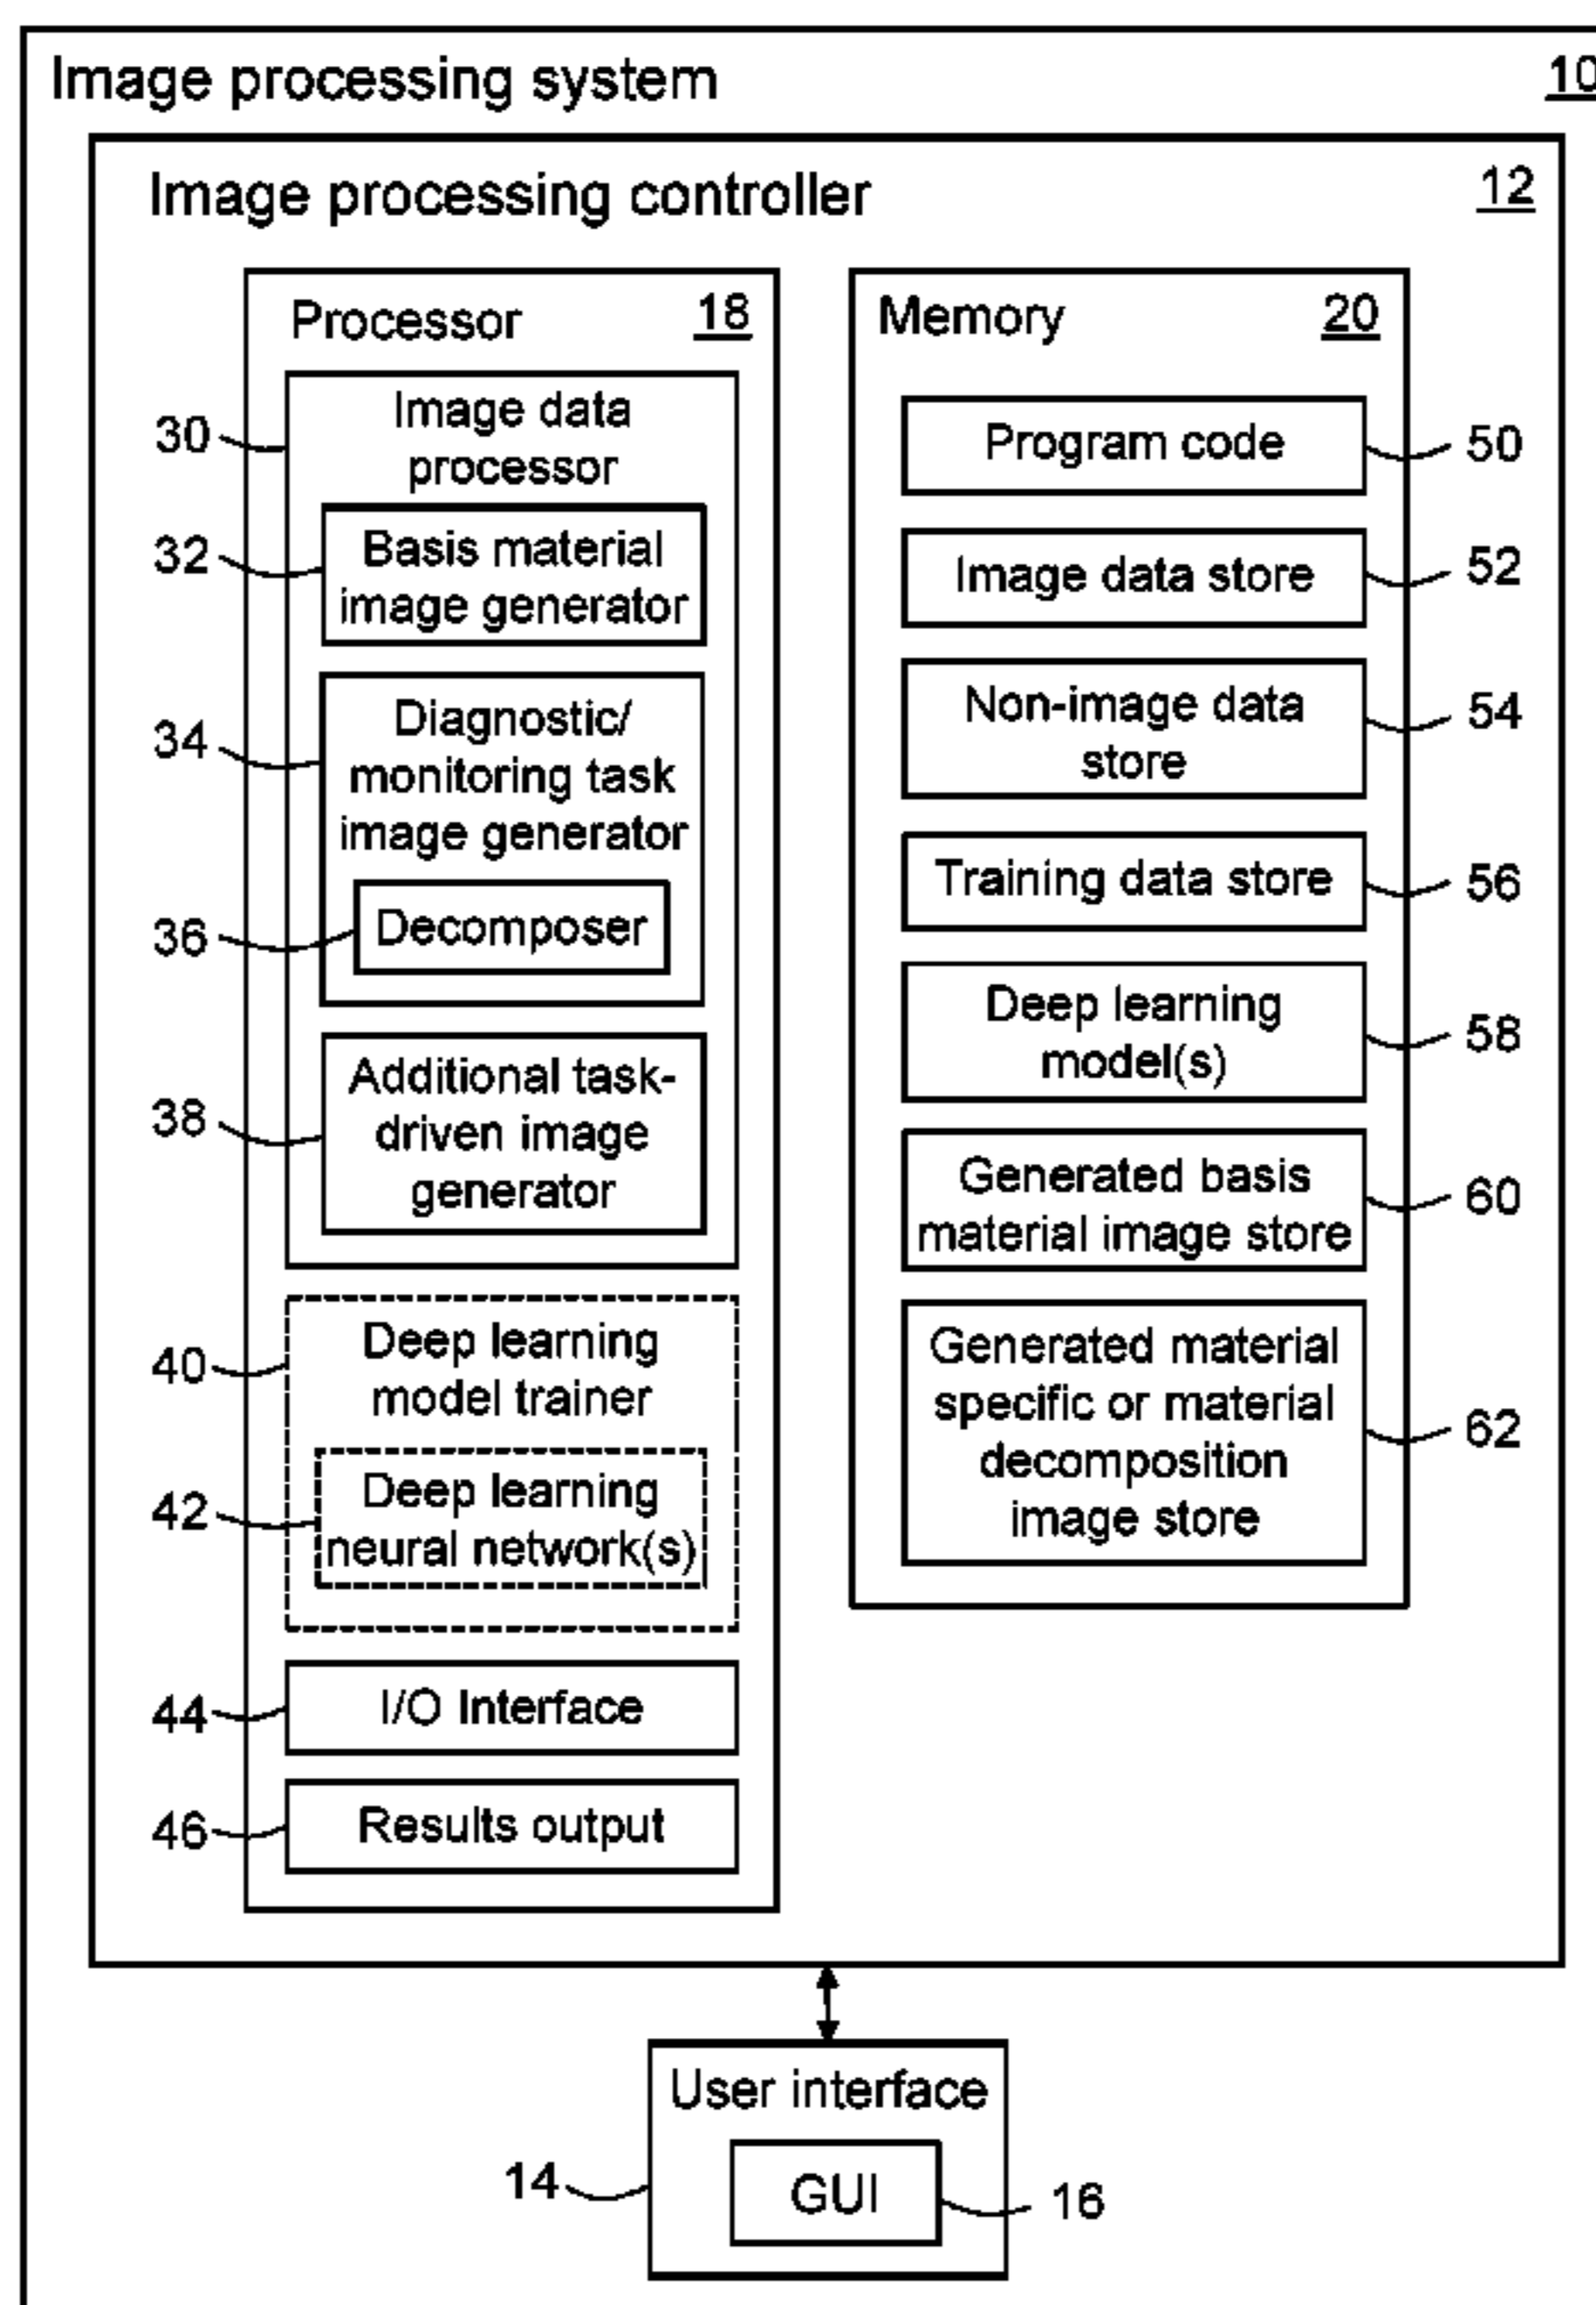 Image processing system 10
Image processing controller 12
Processor 18
30 Image data
processor
32 Basis material
image generator
34 Diagnostic/
monitoring task
image generator
36 Decomposer
38 Additional task-
driven image
generator
40 Deep learning
model trainer
42 Deep learning
neural network(s)
44 I/O Interface
46 Results output
Memory 20
Program code 50
Image data store 52
Non-image data
store 54
Training data store 56
Deep learning
model(s) 58
Generated basis
material image store 60
Generated material
specific or material
decomposition
image store 62
User interface
14 GUI 16